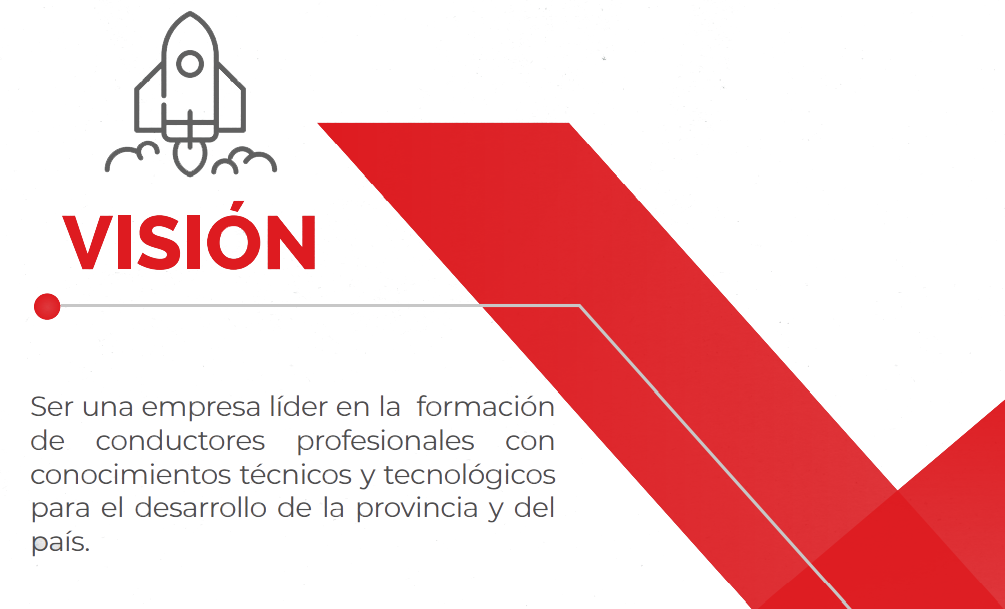 VISIÓN
Ser una empresa líder en la formación
de conductores profesionales con
conocimientos técnicos y tecnológicos
para el desarrollo de la provincia y del
país.